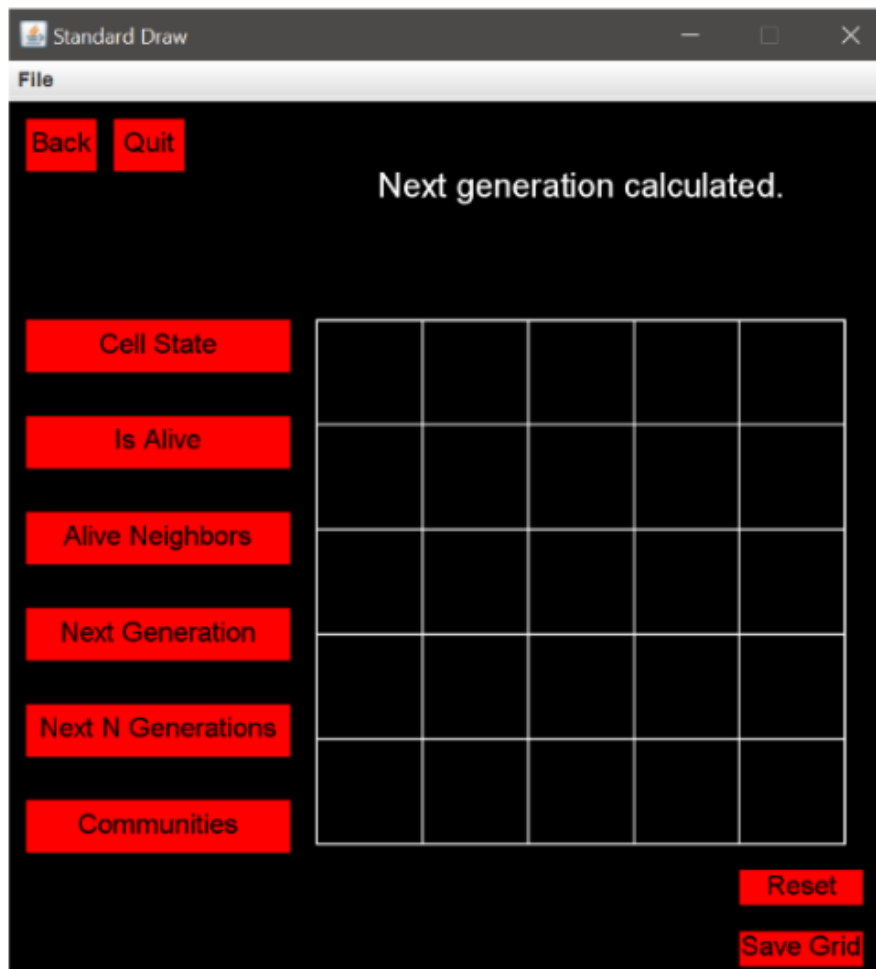 Standard Draw
File
Back Quit
Next generation calculated.
Cell State
Is Alive
Alive Neighbors
Next Generation
Next N Generations
Communities
Reset
Save Grid